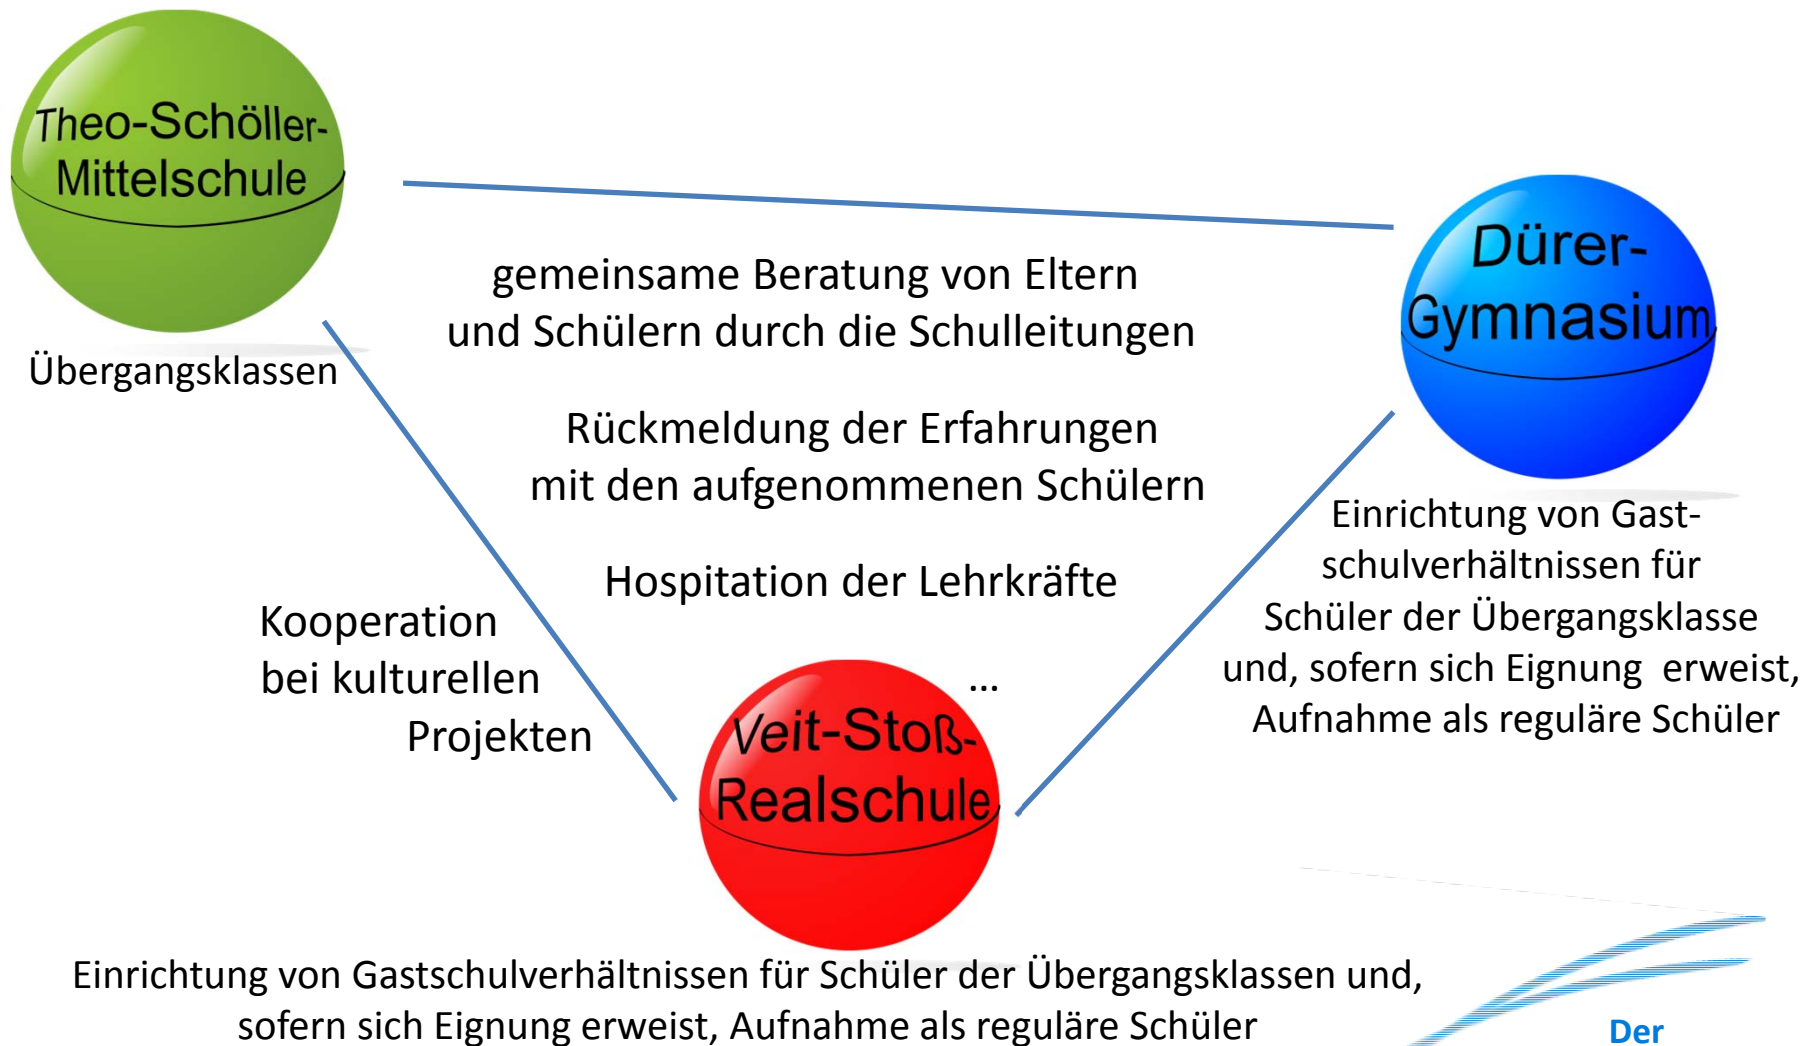 Theo-Schöller-
Mittelschule
Übergangsklassen
Dürer-
Gymnasium
gemeinsame Beratung von Eltern
und Schülern durch die Schulleitungen
Rückmeldung der Erfahrungen
mit den aufgenommenen Schülern
Hospitation der Lehrkräfte
...
Einrichtung von Gast-
schulverhältnissen für
Schüler der Übergangsklasse
und, sofern sich Eignung erweist,
Aufnahme als reguläre Schüler
Kooperation
bei kulturellen
Projekten
Veit-Stoß-
Realschule
Einrichtung von Gastschulverhältnissen für Schüler der Übergangsklassen und,
sofern sich Eignung erweist, Aufnahme als reguläre Schüler
Der